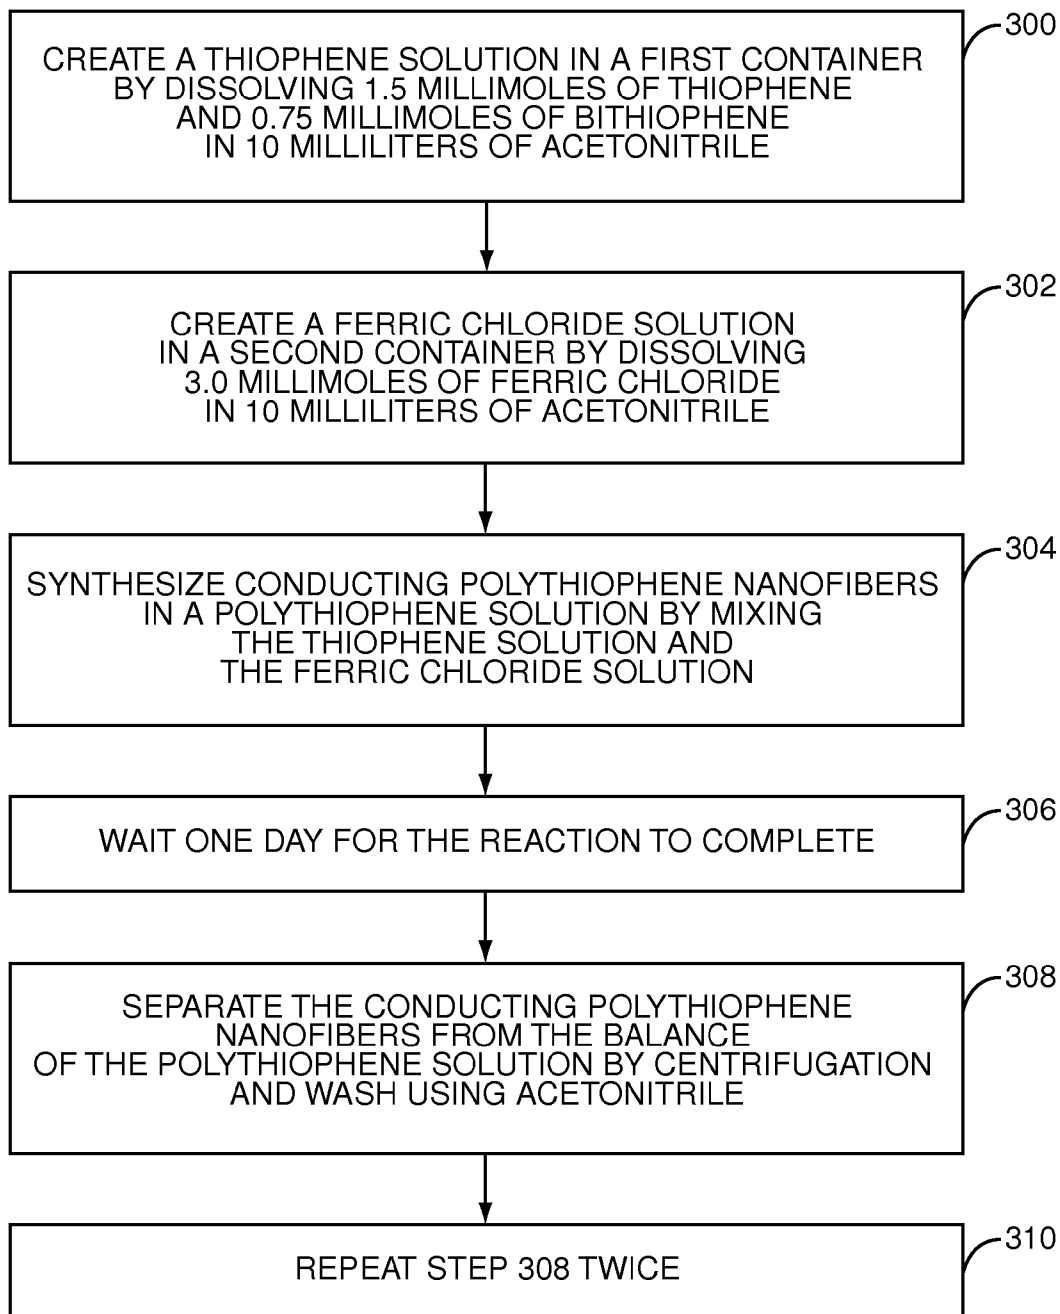 300
CREATE A THIOPHENE SOLUTION IN A FIRST CONTAINER
BY DISSOLVING 1.5 MILLIMOLES OF THIOPHENE
AND 0.75 MILLIMOLES OF BITHIOPHENE
IN 10 MILLILITERS OF ACETONITRILE
302
CREATE A FERRIC CHLORIDE SOLUTION
IN A SECOND CONTAINER BY DISSOLVING
3.0 MILLIMOLES OF FERRIC CHLORIDE
IN 10 MILLILITERS OF ACETONITRILE
304
SYNTHESIZE CONDUCTING POLYTHIOPHENE NANOFIBERS
IN A POLYTHIOPHENE SOLUTION BY MIXING
THE THIOPHENE SOLUTION AND
THE FERRIC CHLORIDE SOLUTION
306
WAIT ONE DAY FOR THE REACTION TO COMPLETE
308
SEPARATE THE CONDUCTING POLYTHIOPHENE
NANOFIBERS FROM THE BALANCE
OF THE POLYTHIOPHENE SOLUTION BY CENTRIFUGATION
AND WASH USING ACETONITRILE
310
REPEAT STEP 308 TWICE